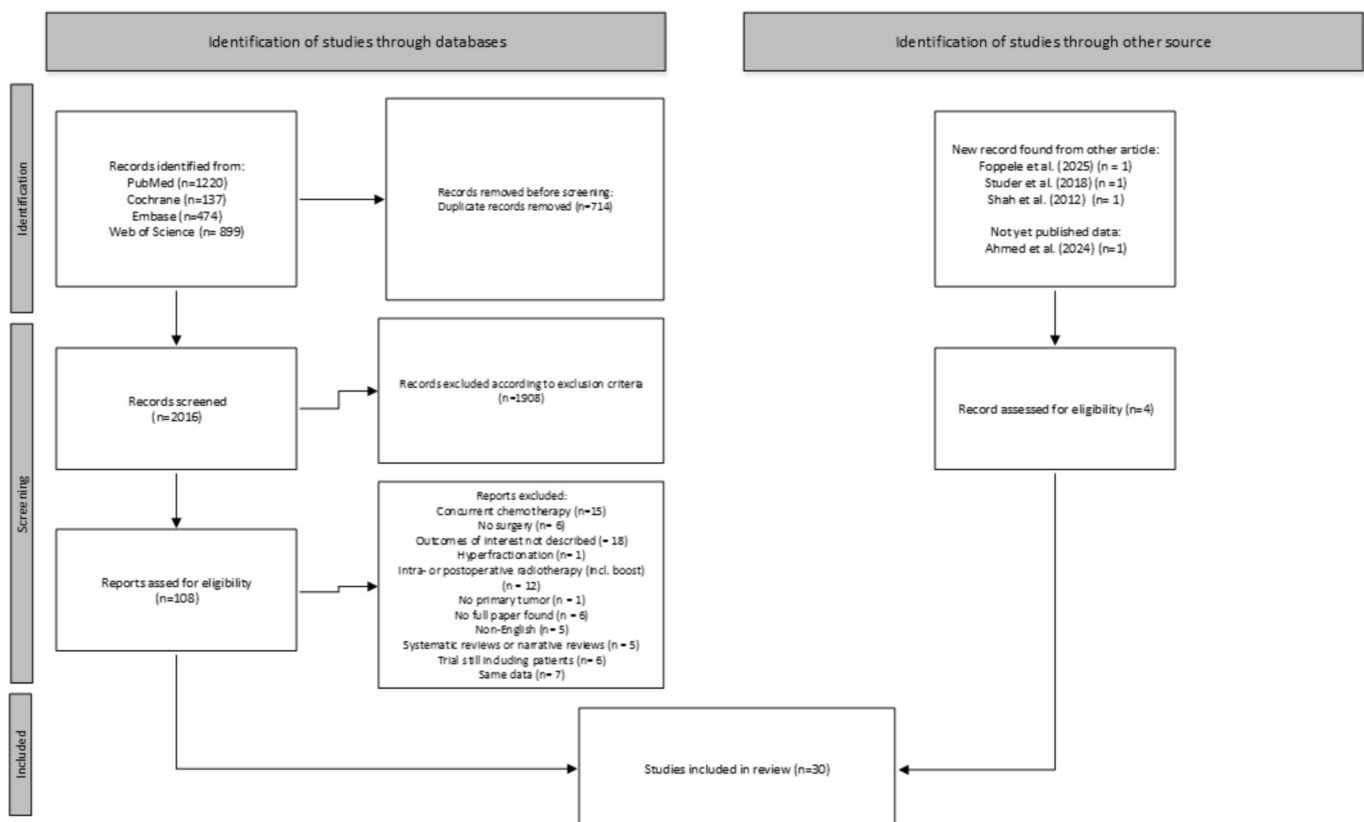 Identification of studies through databases
Identification of studies through other source
Identification
Records identified from:
PubMed (n=1220)
Cochrane (n=137)
Embase (n=474)
Web of Science (n= 899)
Records removed before screening:
Duplicate records removed (n=714)
New record found from other article:
Foppele et al. (2025) (n = 1)
Studer et al. (2018) (n =1)
Shah et al. (2012) (n= 1)
Not yet published data:
Ahmed et al. (2024) (n=1)
Screening
Records screened
(n=2016)
Records excluded according to exclusion criteria
(n=1908)
Record assessed for eligibility (n=4)
Reports assed for eligibility
(n=108)
Reports excluded:
Concurrent chemotherapy (n=15)
No surgery (n= 6)
Outcomes of interest not described (= 18)
Hyperfractionation (n= 1)
Intra- or postoperative radiotherapy (incl. boost)
(n = 12)
No primary tumor (n = 1)
No full paper found (n = 6)
Non-English (n= 5)
Systematic reviews or narrative reviews (n = 5)
Trial still including patients (n= 6)
Same data (n= 7)
Included
Studies included in review (n=30)